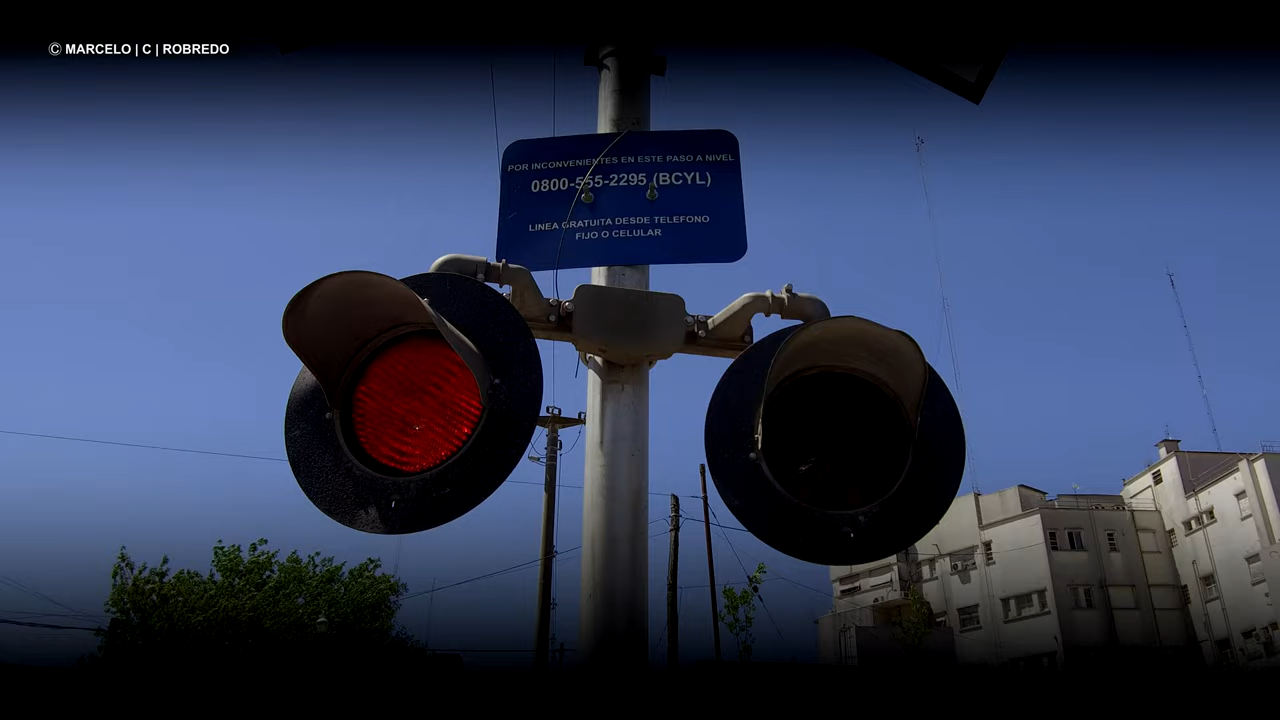 © MARCELO | C | ROBREDO
POR INCONVENIENTES EN ESTE PASO A NIVEL
0800-555-2295 (BCYL)
LINEA GRATUITA DESDE TELEFONO
FIJO O CELULAR